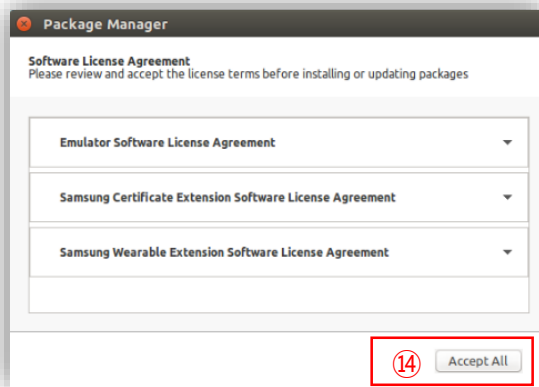 Package Manager
Software License Agreement
Please review and accept the license terms before installing or updating packages
Emulator Software License Agreement
Samsung Certificate Extension Software License Agreement
Samsung Wearable Extension Software License Agreement
⑭ Accept All